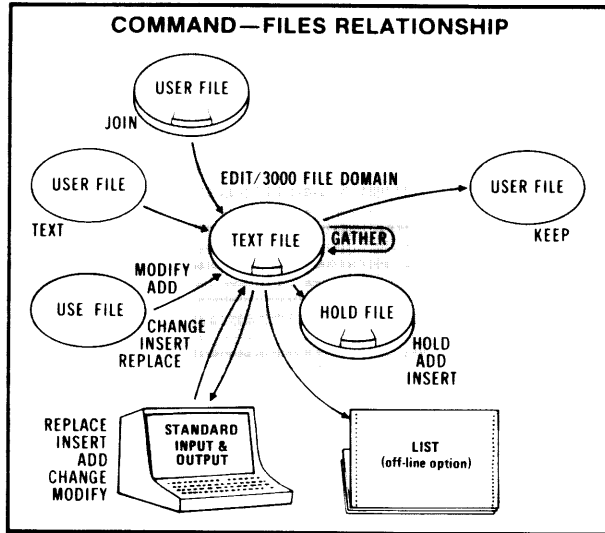 COMMAND—FILES RELATIONSHIP
USER FILE
JOIN
EDIT/3000 FILE DOMAIN
USER FILE
TEXT
USER FILE
KEEP
TEXT FILE
GATHER
MODIFY
ADD
USE FILE
CHANGE
INSERT
REPLACE
HOLD FILE
HOLD
ADD
INSERT
REPLACE
INSERT
ADD
CHANGE
MODIFY
STANDARD
INPUT &
OUTPUT
LIST
(off-line option)